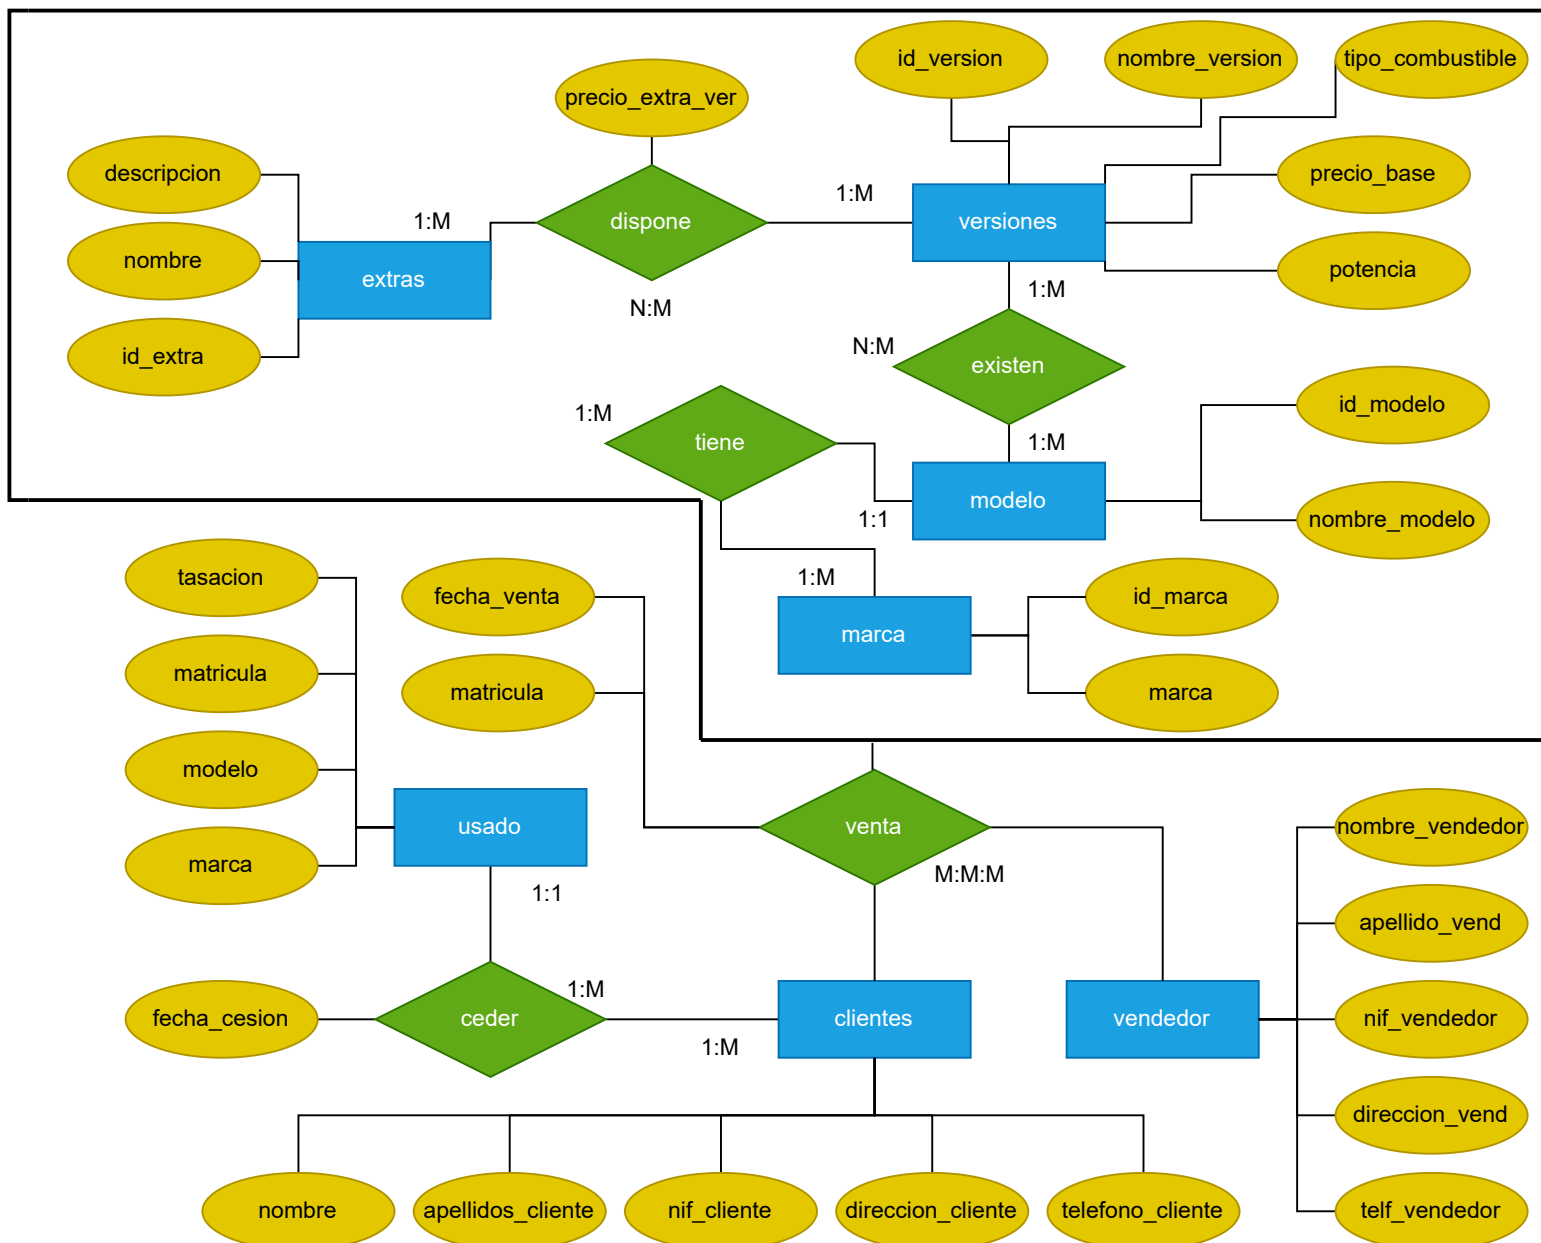 id_version
nombre_version
tipo_combustible
precio_extra_ver
descripcion
precio_base
1:M
1:M
dispone
versiones
nombre
extras
potencia
1:M
N:M
N:M
existen
id_extra
id_modelo
1:M
tiene
1:M
modelo
1:1
nombre_modelo
tasacion
1:M
fecha_venta
id_marca
marca
matricula
matricula
marca
modelo
usado
venta
nombre_vendedor
marca
M:M:M
1:1
apellido_vend
1:M
fecha_cesion
ceder
clientes
vendedor
nif_vendedor
1:M
direccion_vend
nombre
apellidos_cliente
nif_cliente
direccion_cliente
telefono_cliente
telf_vendedor